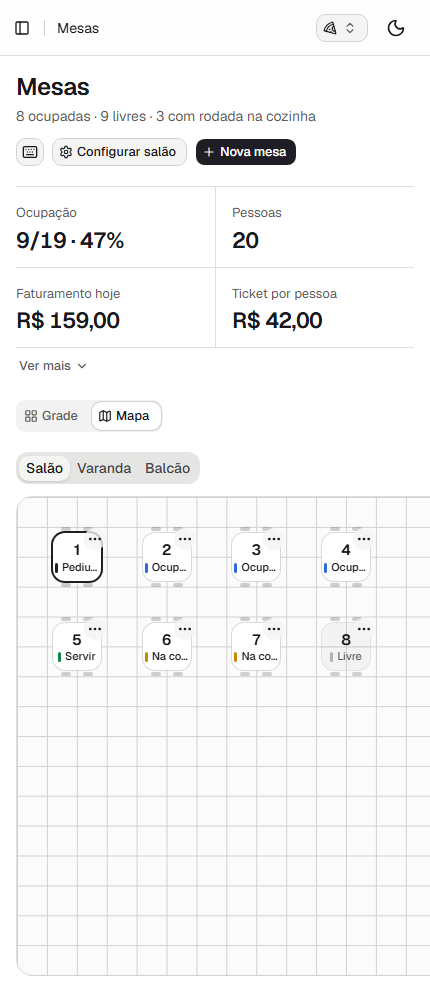 Mesas
Mesas
8 ocupadas · 9 livres · 3 com rodada na cozinha
Configurar salão
Nova mesa
Ocupação
9/19 · 47%
Pessoas
20
Faturamento hoje
R$ 159,00
Ticket por pessoa
R$ 42,00
Ver mais
Grade
Mapa
Salão Varanda Balcão
1
Pediu...
2
Ocup...
3
Ocup...
4
Ocup...
5
Servir
6
Na co...
7
Na co...
8
Livre